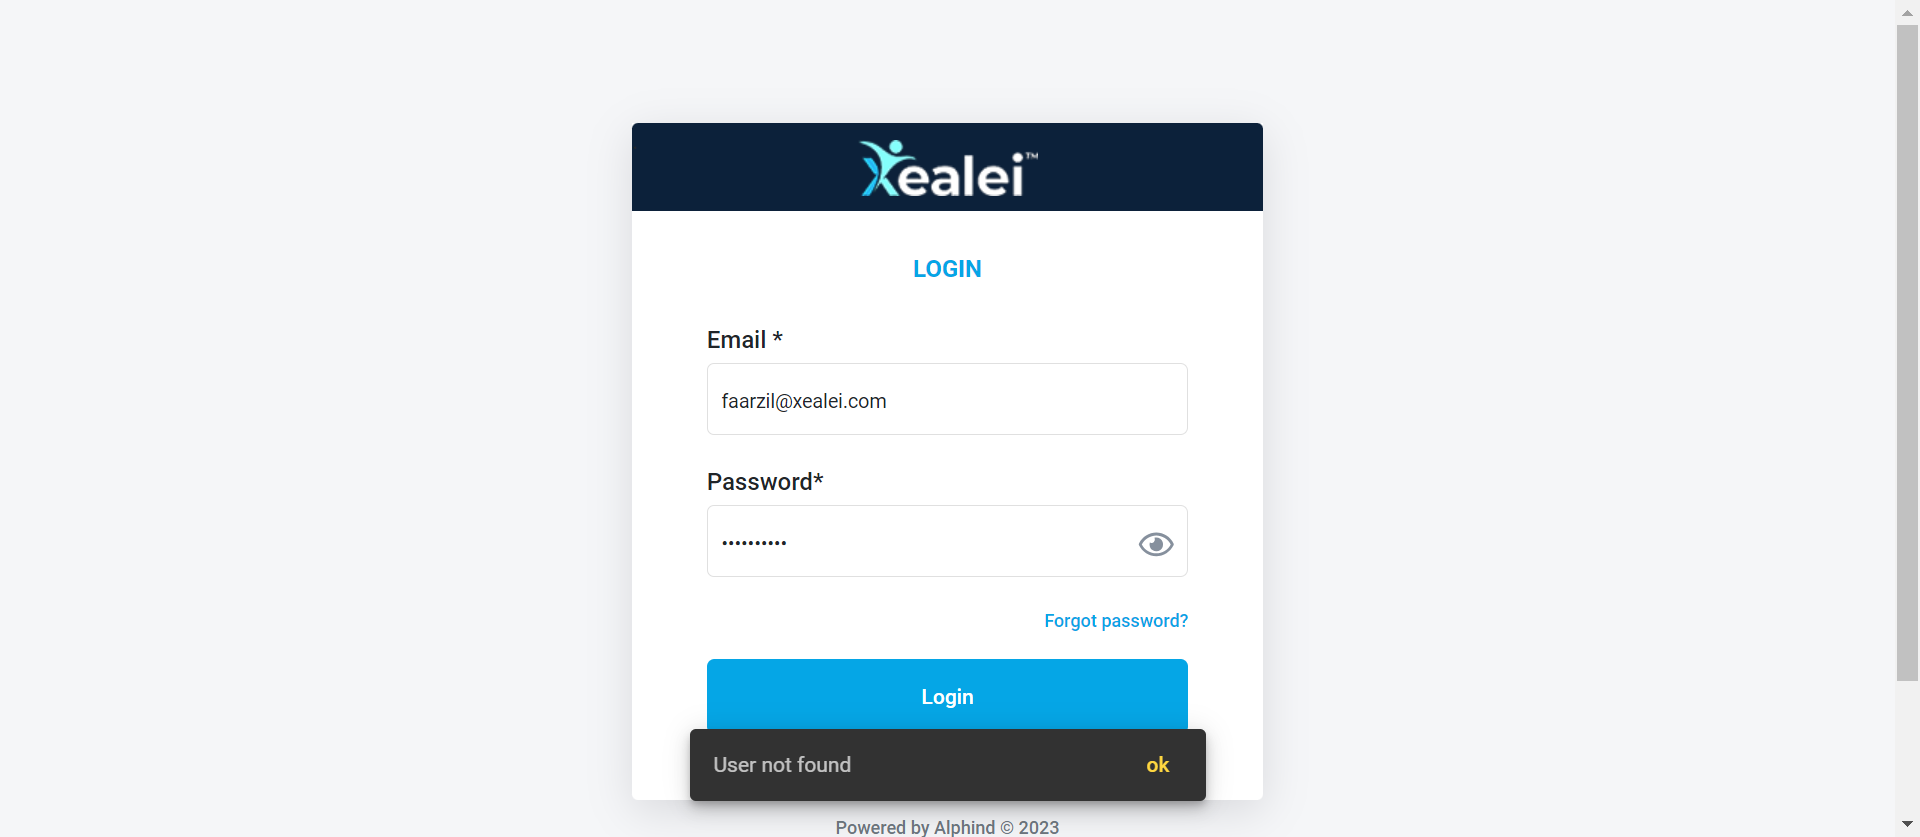 Xealei™
LOGIN
Email *
faarzil@xealei.com
Password*
••••••••••
Forgot password?
Login
User not found ok
Powered by Alphind © 2023